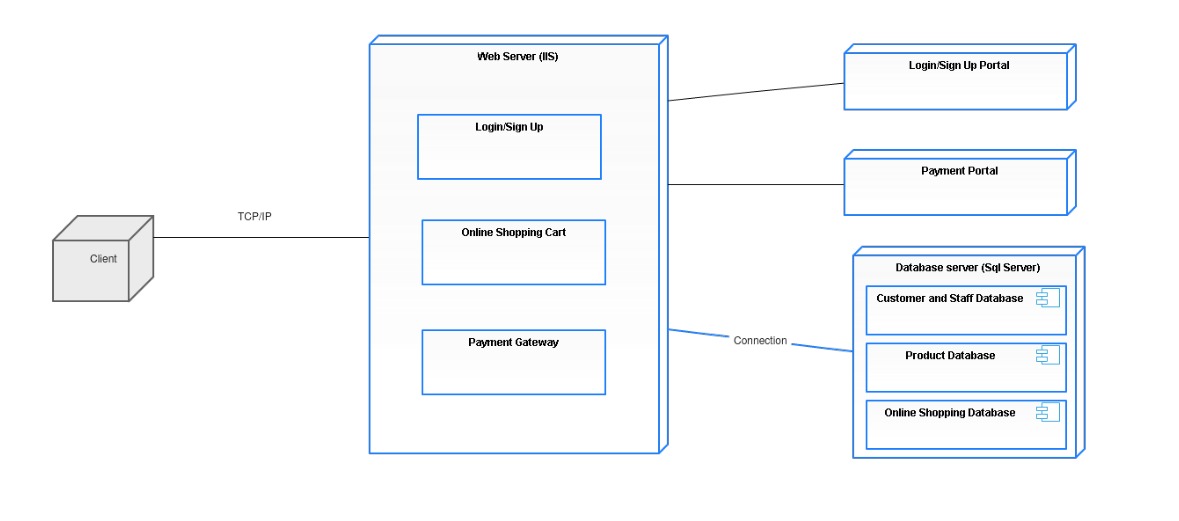 Client
TCP/IP
Web Server (IIS)
Login/Sign Up
Online Shopping Cart
Payment Gateway
Login/Sign Up Portal
Payment Portal
Connection
Database server (Sql Server)
Customer and Staff Database
Product Database
Online Shopping Database